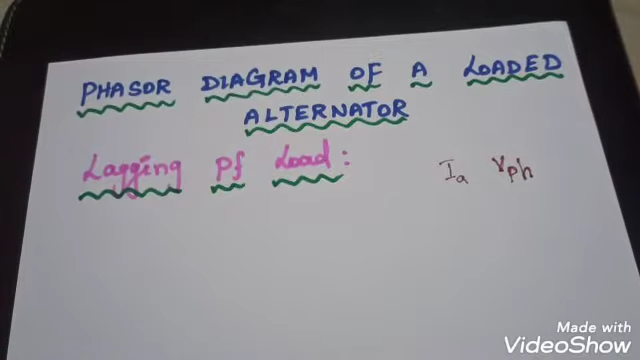 PHASOR DIAGRAM OF A LOADED
ALTERNATOR
Lagging Pf Load:
Ia Vph
Made with
VideoShow